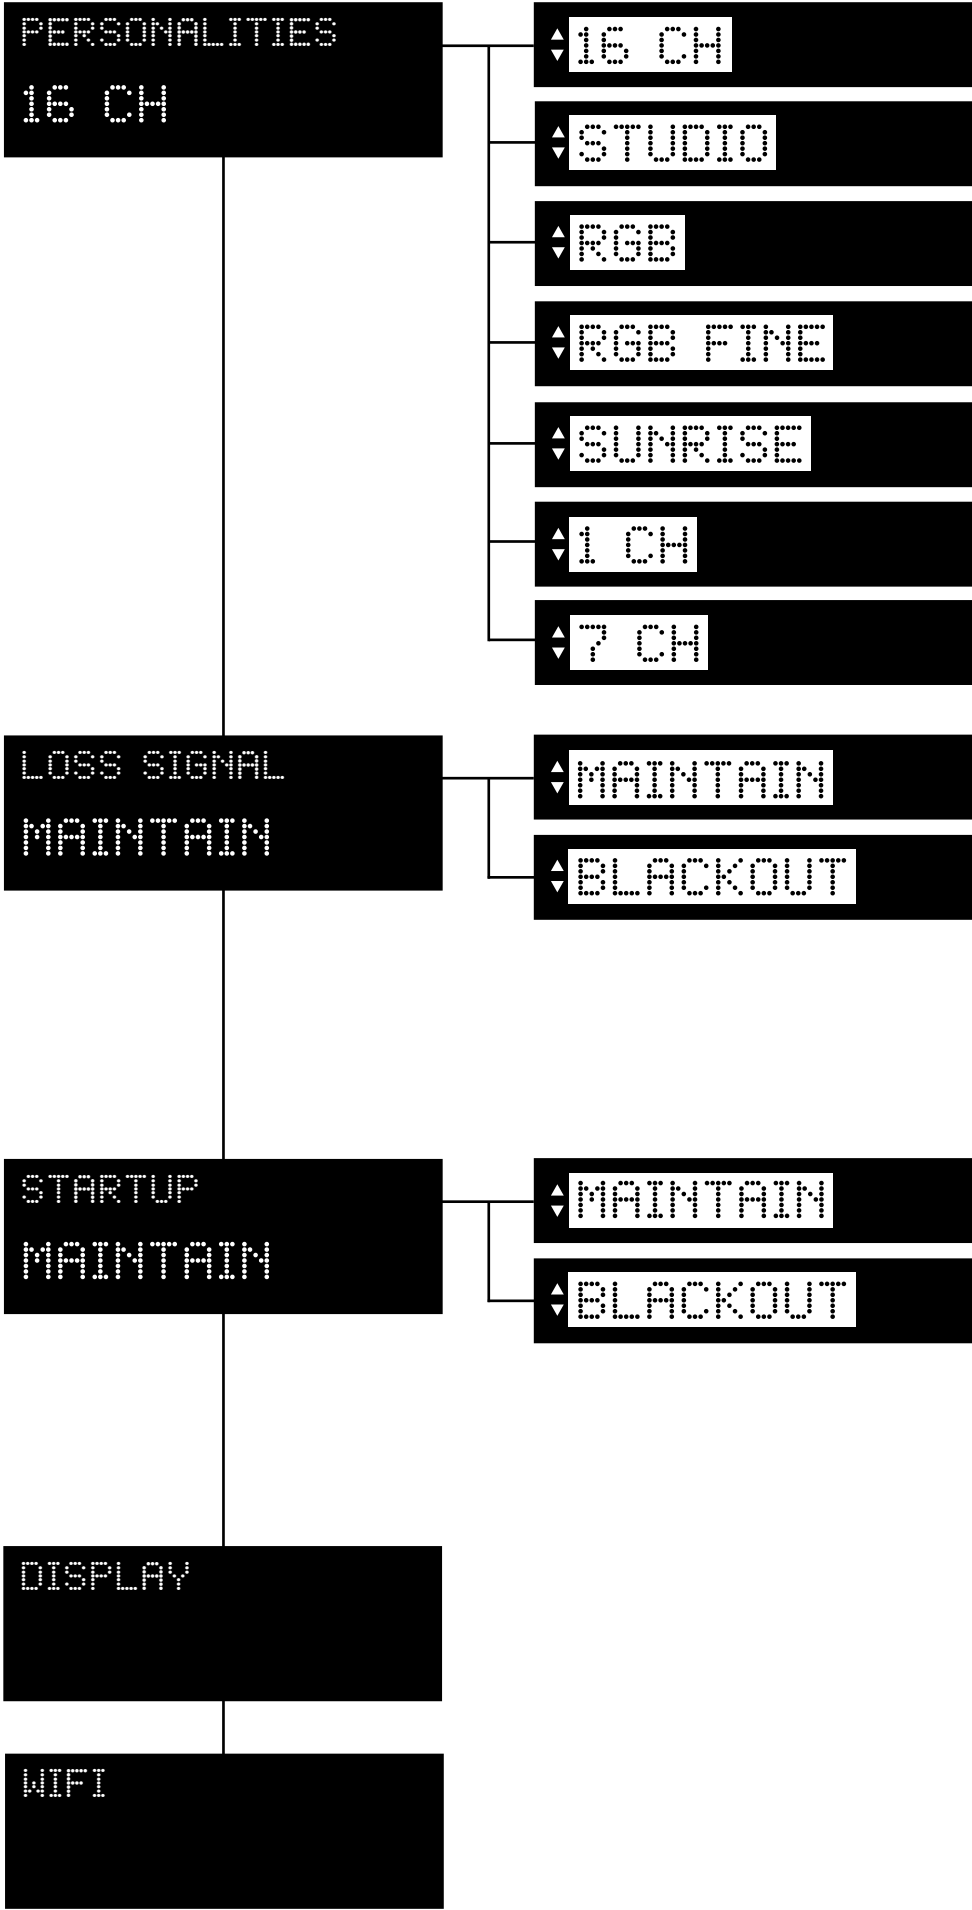 PERSONALITIES
16 CH
16 CH
STUDIO
RGB
RGB FINE
SUNRISE
1 CH
7 CH
LOSS SIGNAL
MAINTAIN
MAINTAIN
BLACKOUT
STARTUP
MAINTAIN
MAINTAIN
BLACKOUT
DISPLAY
WIFI